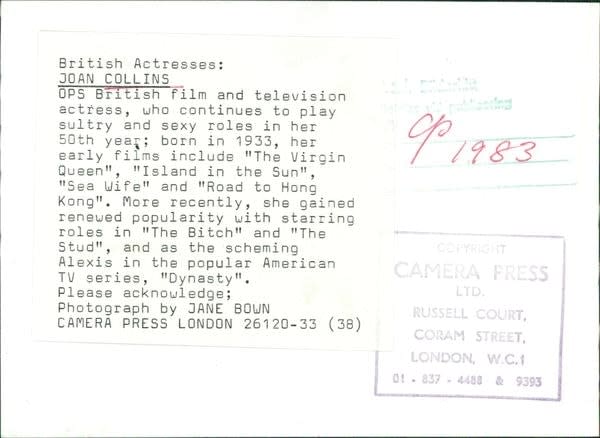 British Actresses:
JOAN COLLINS
OPS British film and television
actress, who continues to play
sultry and sexy roles in her
50th year; born in 1933, her
early films include "The Virgin
Queen", "Island in the Sun",
"Sea Wife" and "Road to Hong
Kong". More recently, she gained
renewed popularity with starring
roles in "The Bitch" and "The
Stud", and as the scheming
Alexis in the popular American
TV series, "Dynasty".
Please acknowledge;
Photograph by JANE BOWN
CAMERA PRESS LONDON 26120-33 (38)
publishing
cp 1983
COPYRIGHT
CAMERA PRESS
LTD.
RUSSELL COURT,
CORAM STREET,
LONDON, W.C.1
01 - 837 - 4488 & 9393